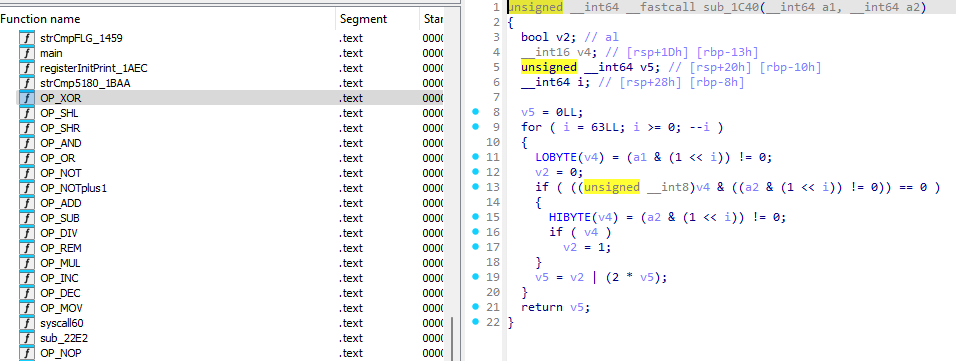 Function name Segment Star
f strCmpFLG_1459 .text 0000
f main .text 0000
f registerInitPrint_1AEC .text 0000
f strCmp5180_1BAA .text 0000
f OP_XOR .text 0000
f OP_SHL .text 0000
f OP_SHR .text 0000
f OP_AND .text 0000
f OP_OR .text 0000
f OP_NOT .text 0000
f OP_NOTplus1 .text 0000
f OP_ADD .text 0000
f OP_SUB .text 0000
f OP_DIV .text 0000
f OP_REM .text 0000
f OP_MUL .text 0000
f OP_INC .text 0000
f OP_DEC .text 0000
f OP_MOV .text 0000
f syscall60 .text 0000
f sub_22E2 .text 0000
f OP_NOP .text 0000
1 unsigned __int64 __fastcall sub_1C40(__int64 a1, __int64 a2)
2 {
3 bool v2; // al
4 __int16 v4; // [rsp+1Dh] [rbp-13h]
5 unsigned __int64 v5; // [rsp+20h] [rbp-10h]
6 __int64 i; // [rsp+28h] [rbp-8h]
7
8 v5 = 0LL;
9 for ( i = 63LL; i >= 0; --i )
10 {
11 LOBYTE(v4) = (a1 & (1 << i)) != 0;
12 v2 = 0;
13 if ( ((unsigned __int8)v4 & ((a2 & (1 << i)) != 0)) == 0 )
14 {
15 HIBYTE(v4) = (a2 & (1 << i)) != 0;
16 if ( v4 )
17 v2 = 1;
18 }
19 v5 = v2 | (2 * v5);
20 }
21 return v5;
22 }